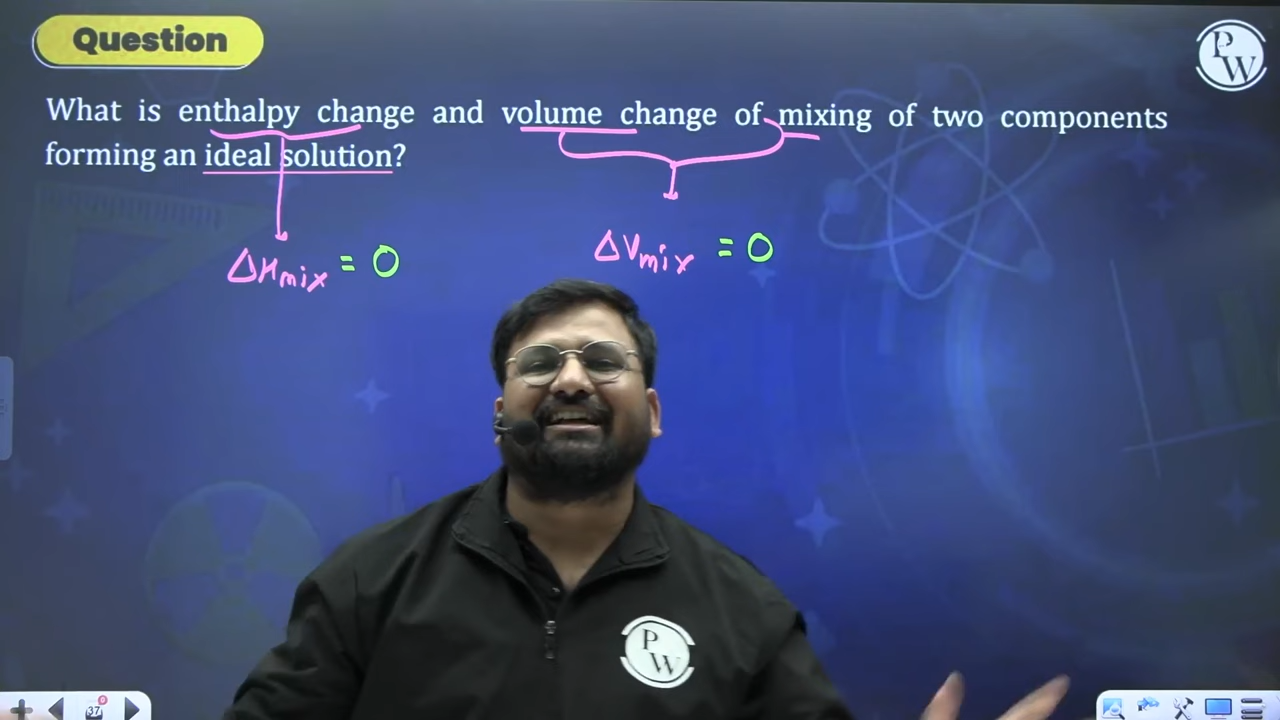 Question
PW
What is enthalpy change and volume change of mixing of two components
forming an ideal solution?
ΔHmix = 0
ΔVmix = 0
PW
37